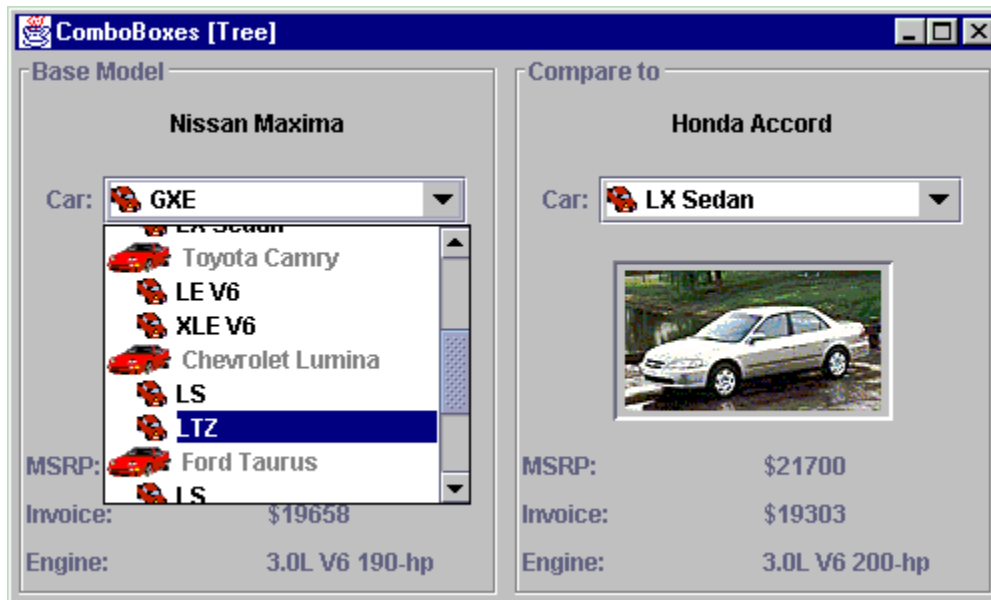 ComboBoxes [Tree]
Base Model
Nissan Maxima
Car: GXE
EX Sedan
Toyota Camry
LE V6
XLE V6
Chevrolet Lumina
LS
LTZ
Ford Taurus
LS
MSRP:
Invoice: $19658
Engine: 3.0L V6 190-hp
Compare to
Honda Accord
Car: LX Sedan
MSRP: $21700
Invoice: $19303
Engine: 3.0L V6 200-hp